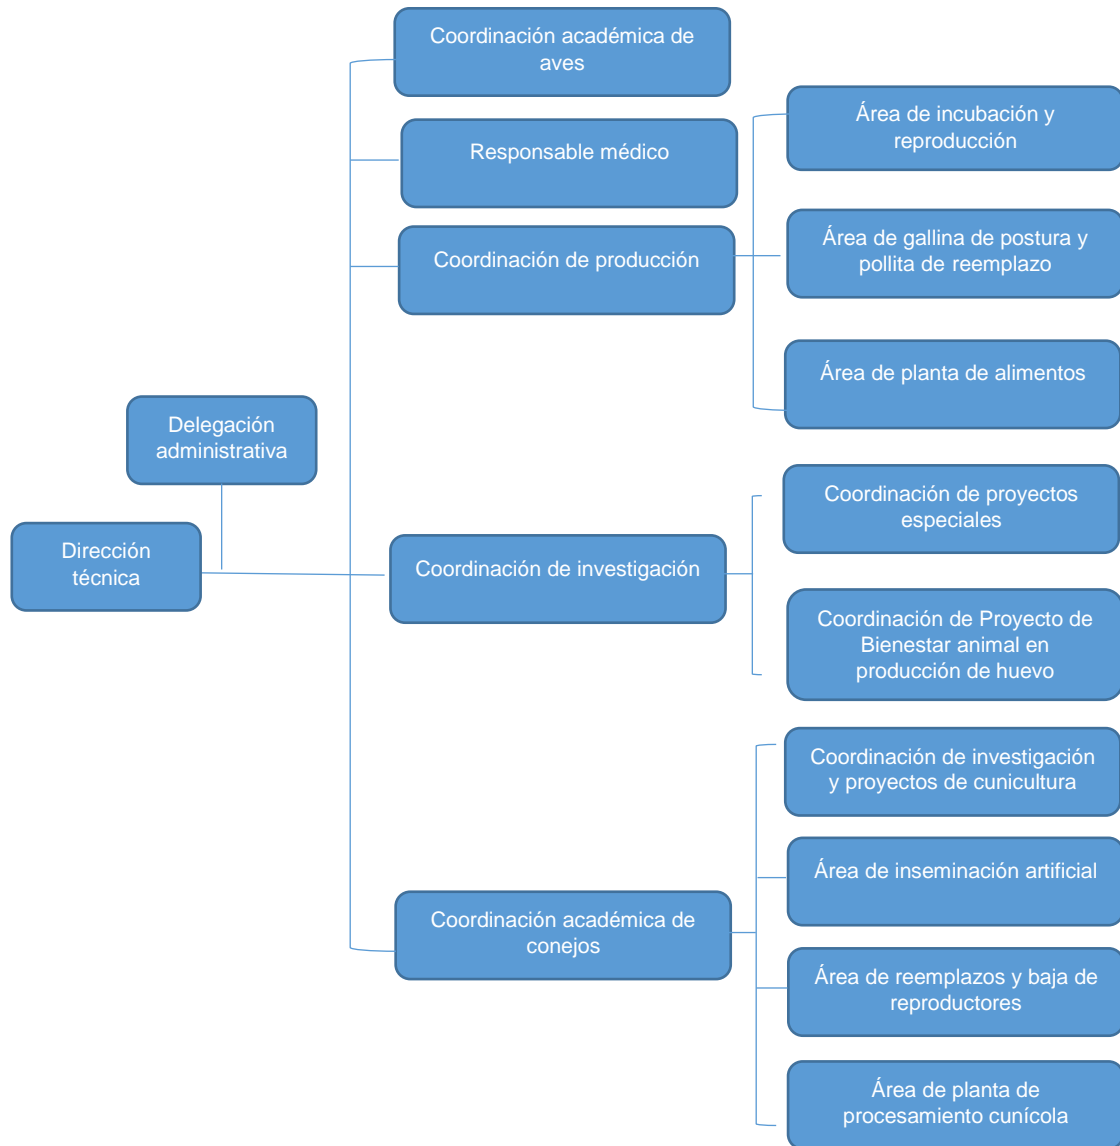 Coordinación académica de
aves
Responsable médico
Coordinación de producción
Área de incubación y
reproducción
Área de gallina de postura y
pollita de reemplazo
Área de planta de alimentos
Delegación
administrativa
Dirección
técnica
Coordinación de investigación
Coordinación de proyectos
especiales
Coordinación de Proyecto de
Bienestar animal en
producción de huevo
Coordinación académica de
conejos
Coordinación de investigación
y proyectos de cunicultura
Área de inseminación artificial
Área de reemplazos y baja de
reproductores
Área de planta de
procesamiento cunícola